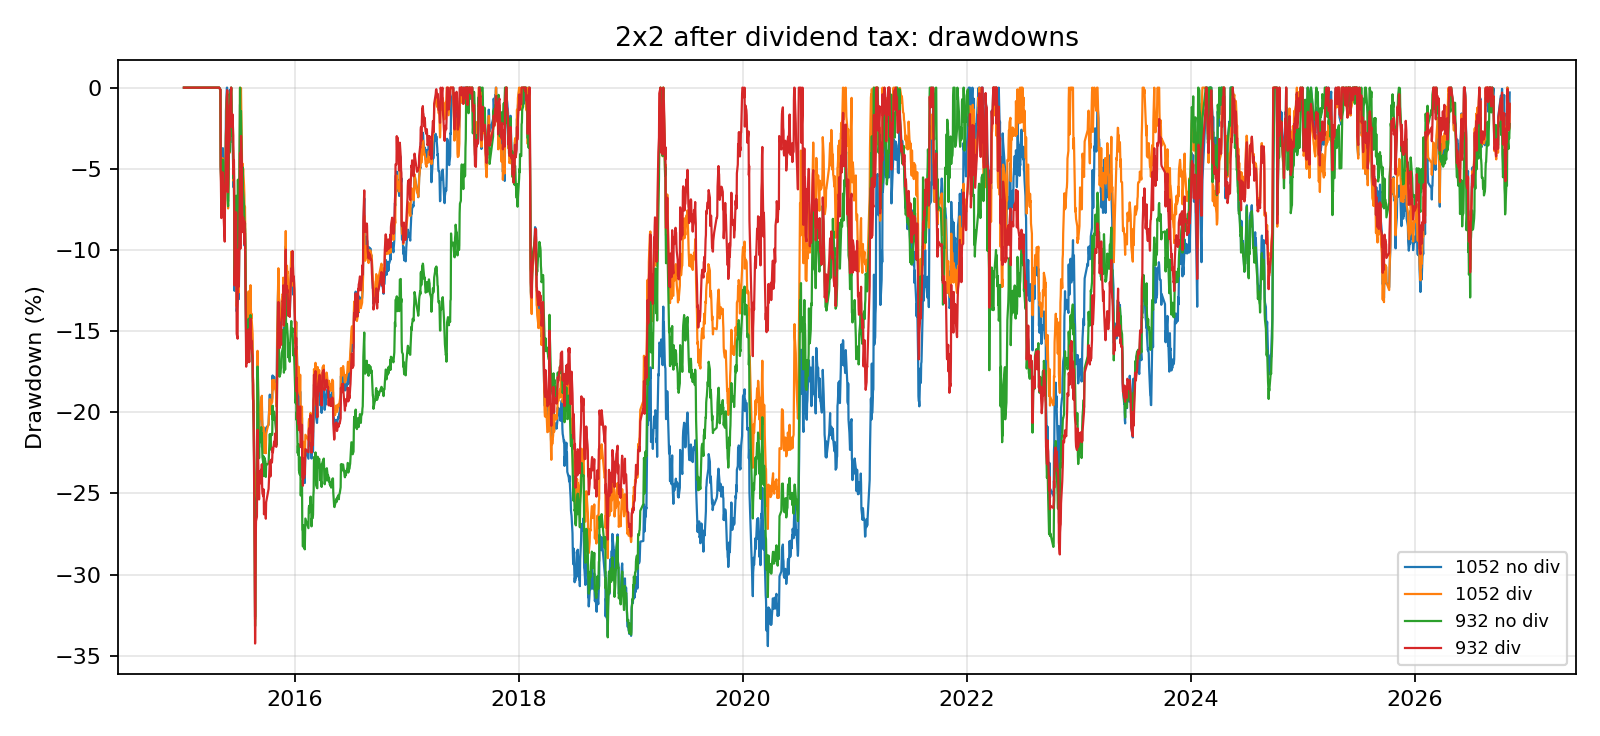 2x2 after dividend tax: drawdowns
Drawdown (%)
0
−5
−10
−15
−20
−25
−30
−35
2016
2018
2020
2022
2024
2026
1052 no div
1052 div
932 no div
932 div